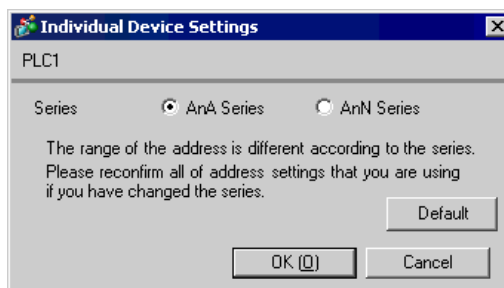 Individual Device Settings
PLC1
Series AnA Series AnN Series
The range of the address is different according to the series.
Please reconfirm all of address settings that you are using
if you have changed the series.
Default
OK (O) Cancel